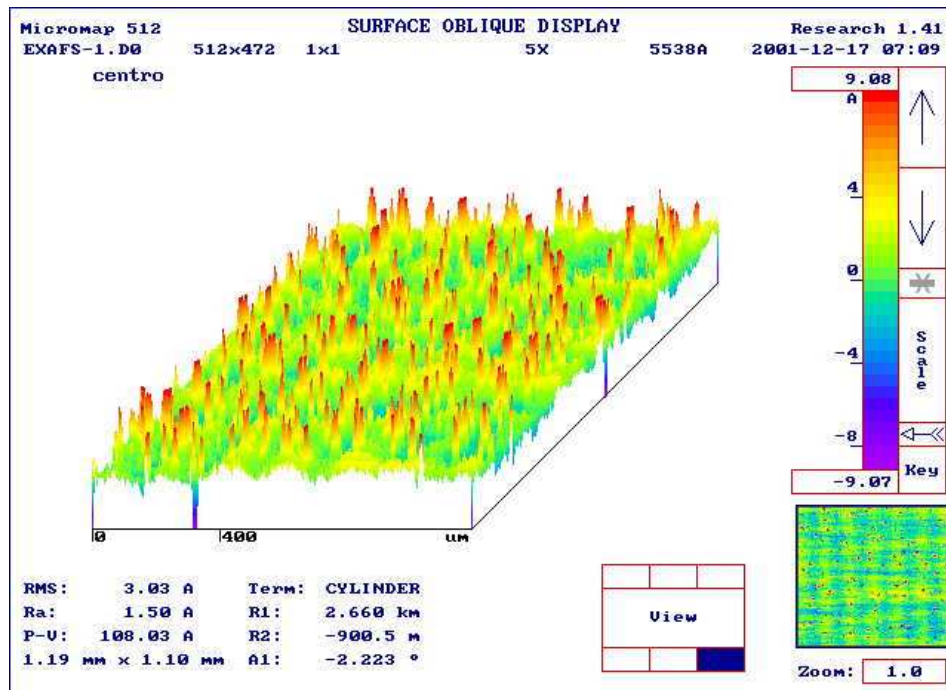 Micromap 512 SURFACE OBLIQUE DISPLAY Research 1.41
EXAFS-1.D0 512x472 1x1 5X 5538A 2001-12-17 07:09
centro
9.08
A
4
0
-4
-8
-9.07
Scale
Key
0 400 um
RMS: 3.03 A Term: CYLINDER
Ra: 1.50 A R1: 2.660 km
P-V: 108.03 A R2: -900.5 m
1.19 mm x 1.10 mm A1: -2.223 º
View
Zoom: 1.0